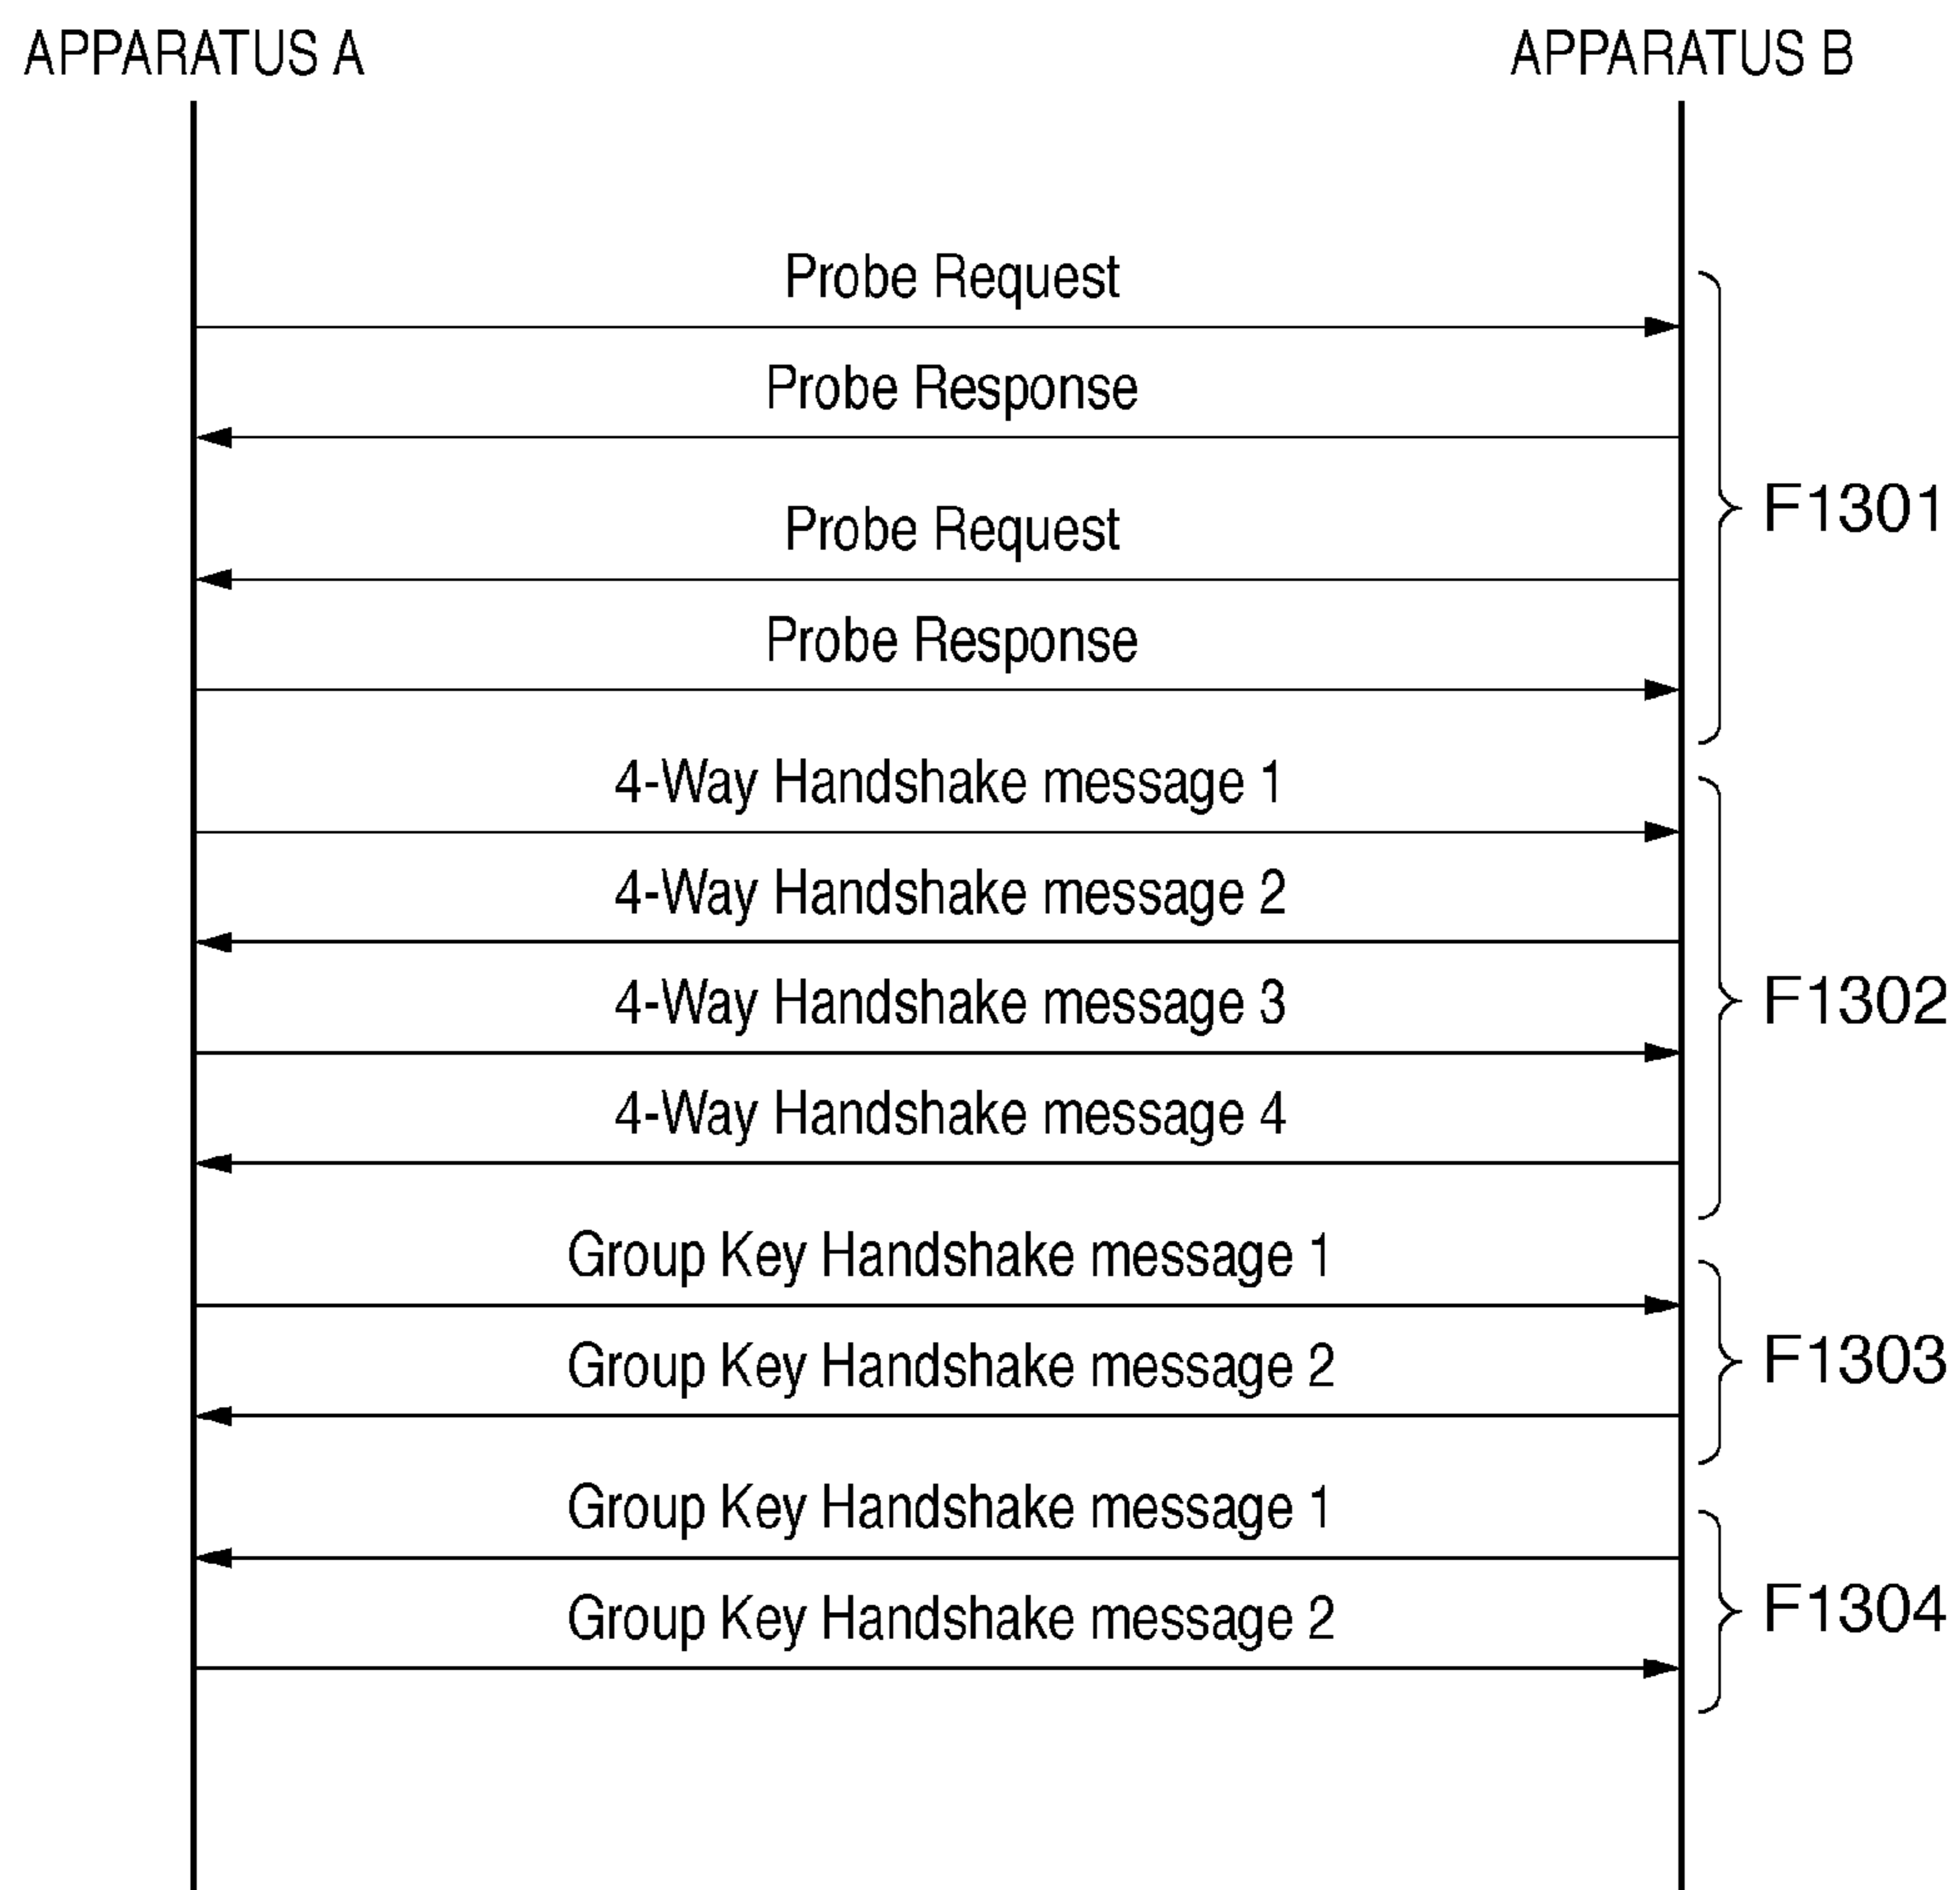 APPARATUS A
APPARATUS B
Probe Request
Probe Response
F1301
Probe Request
Probe Response
4-Way Handshake message 1
4-Way Handshake message 2
4-Way Handshake message 3
F1302
4-Way Handshake message 4
Group Key Handshake message 1
Group Key Handshake message 2
F1303
Group Key Handshake message 1
Group Key Handshake message 2
F1304